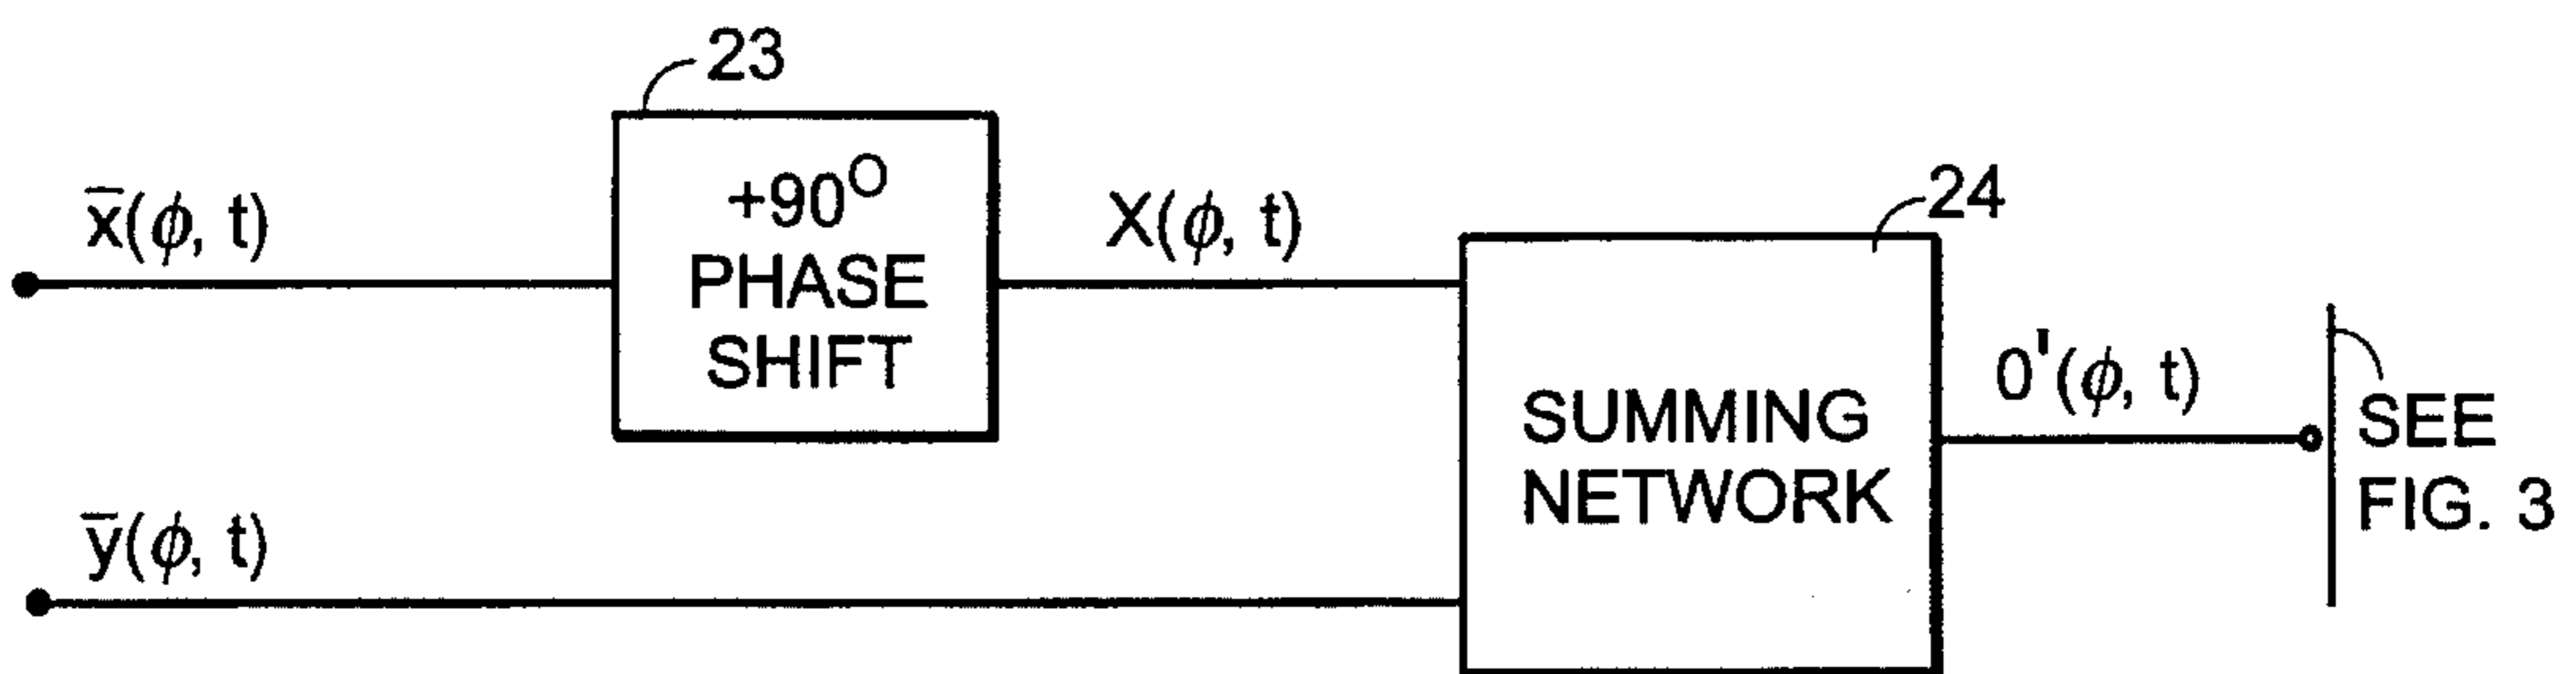 23
+90°
PHASE
SHIFT
x̄(ϕ, t)
X(ϕ, t)
24
SUMMING
NETWORK
0'(ϕ, t)
SEE
FIG. 3
ȳ(ϕ, t)